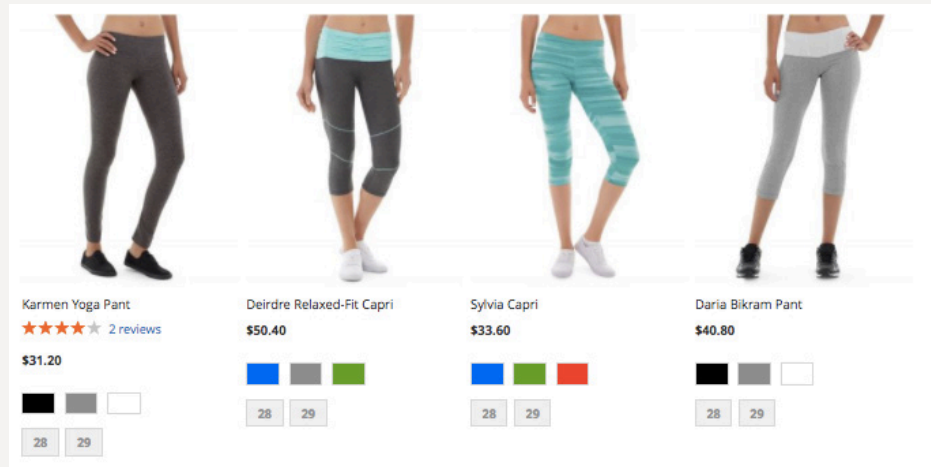 Karmen Yoga Pant
2 reviews
$31.20
28 29
Deirdre Relaxed-Fit Capri
$50.40
28 29
Sylvia Capri
$33.60
28 29
Daria Bikram Pant
$40.80
28 29